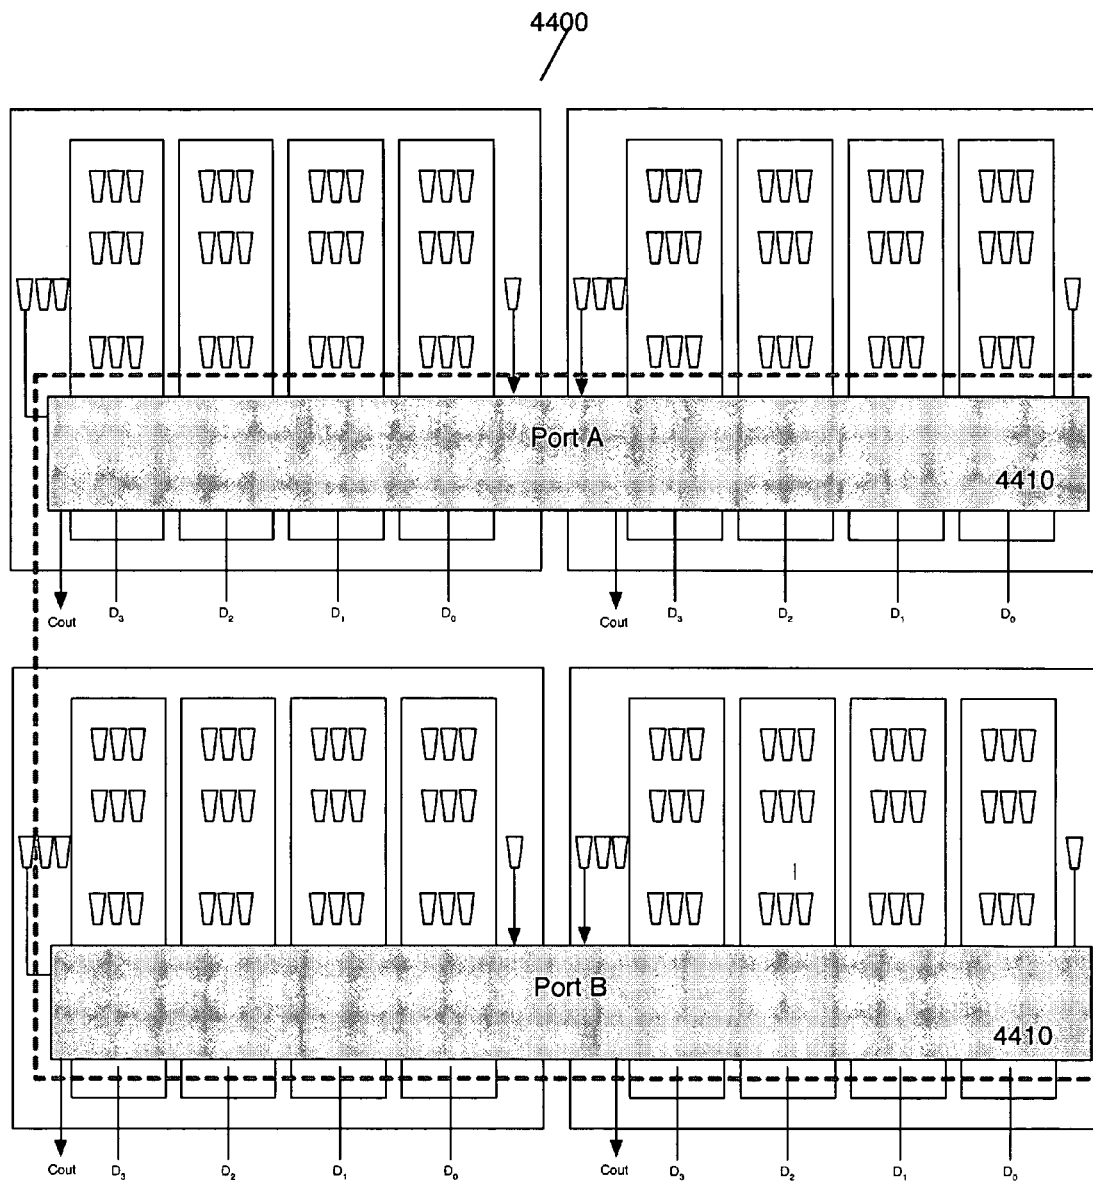 4400
Port A
4410
Cout D₃ D₂ D₁ D₀ Cout D₃ D₂ D₁ D₀
Port B
4410
Cout D₃ D₂ D₁ D₀ Cout D₃ D₂ D₁ D₀